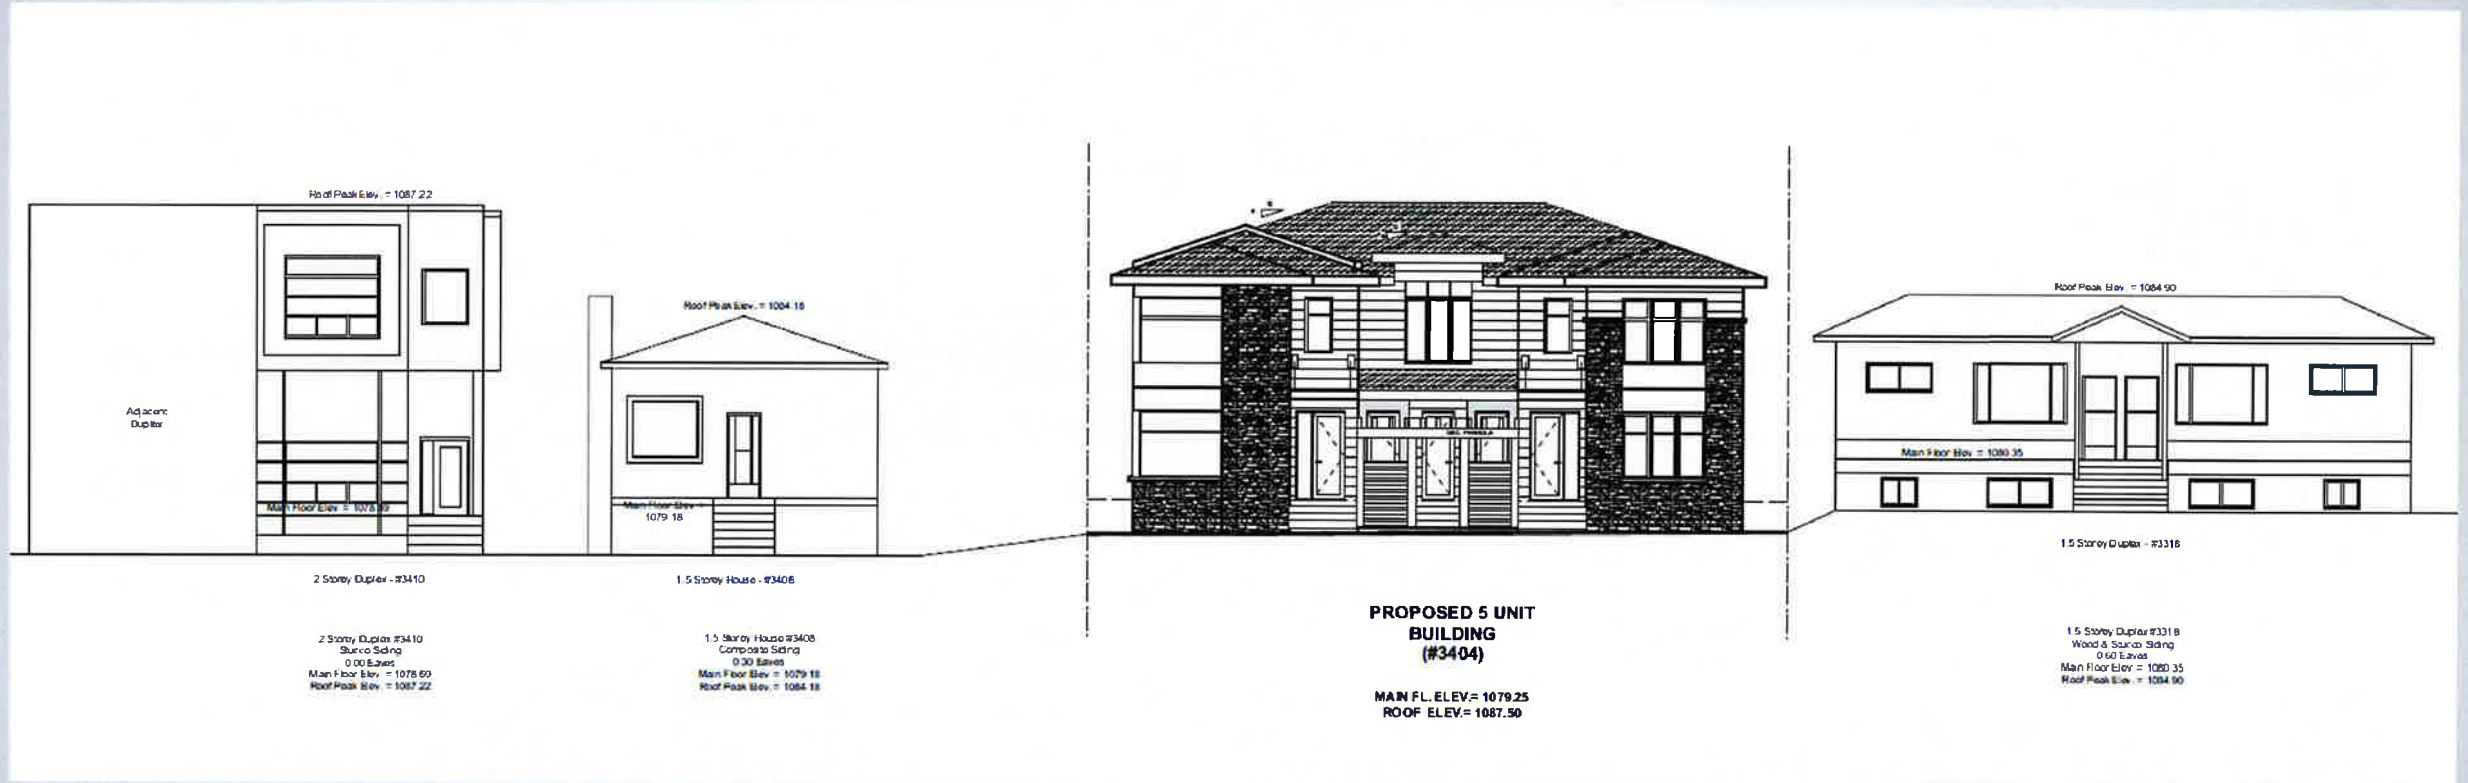 Roof Peak Elev. = 1087.22
Adjacent
Duplex
Main Floor Elev = 1078.69
2 Storey Duplex - #3410
2 Storey Duplex #3410
Stucco Siding
0.00 Eaves
Main Floor Elev = 1078.69
Roof Peak Elev. = 1087.22
Roof Peak Elev. = 1084.18
Main Floor Elev =
1079.18
1.5 Storey House - #3408
1.5 Storey House #3408
Composite Siding
0.30 Eaves
Main Floor Elev = 1079.18
Roof Peak Elev. = 1084.18
PROPOSED 5 UNIT
BUILDING
(#3404)
MAIN FL. ELEV.= 1079.25
ROOF ELEV.= 1087.50
Roof Peak Elev. = 1084.90
Main Floor Elev = 1080.35
1.5 Storey Duplex - #3318
1.5 Storey Duplex #3318
Wood & Stucco Siding
0.60 Eaves
Main Floor Elev = 1080.35
Roof Peak Elev. = 1084.90